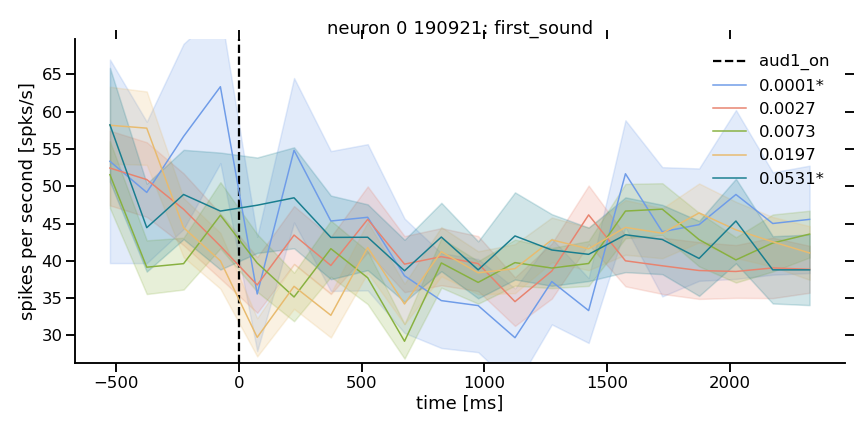 neuron 0 190921: first_sound
spikes per second [spks/s]
65
60
55
50
45
40
35
30
aud1_on
0.0001*
0.0027
0.0073
0.0197
0.0531*
−500 0 500 1000 1500 2000
time [ms]